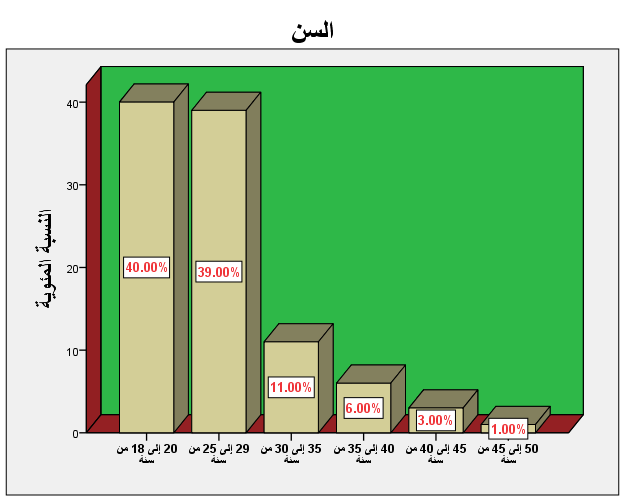 السن
النسبة المئوية
40
30
20
10
0
40.00%
39.00%
11.00%
6.00%
3.00%
1.00%
20 إلى 18 من
سنة
29 إلى 25 من
سنة
35 إلى 30 من
سنة
40 إلى 35 من
سنة
45 إلى 40 من
سنة
50 إلى 45 من
سنة